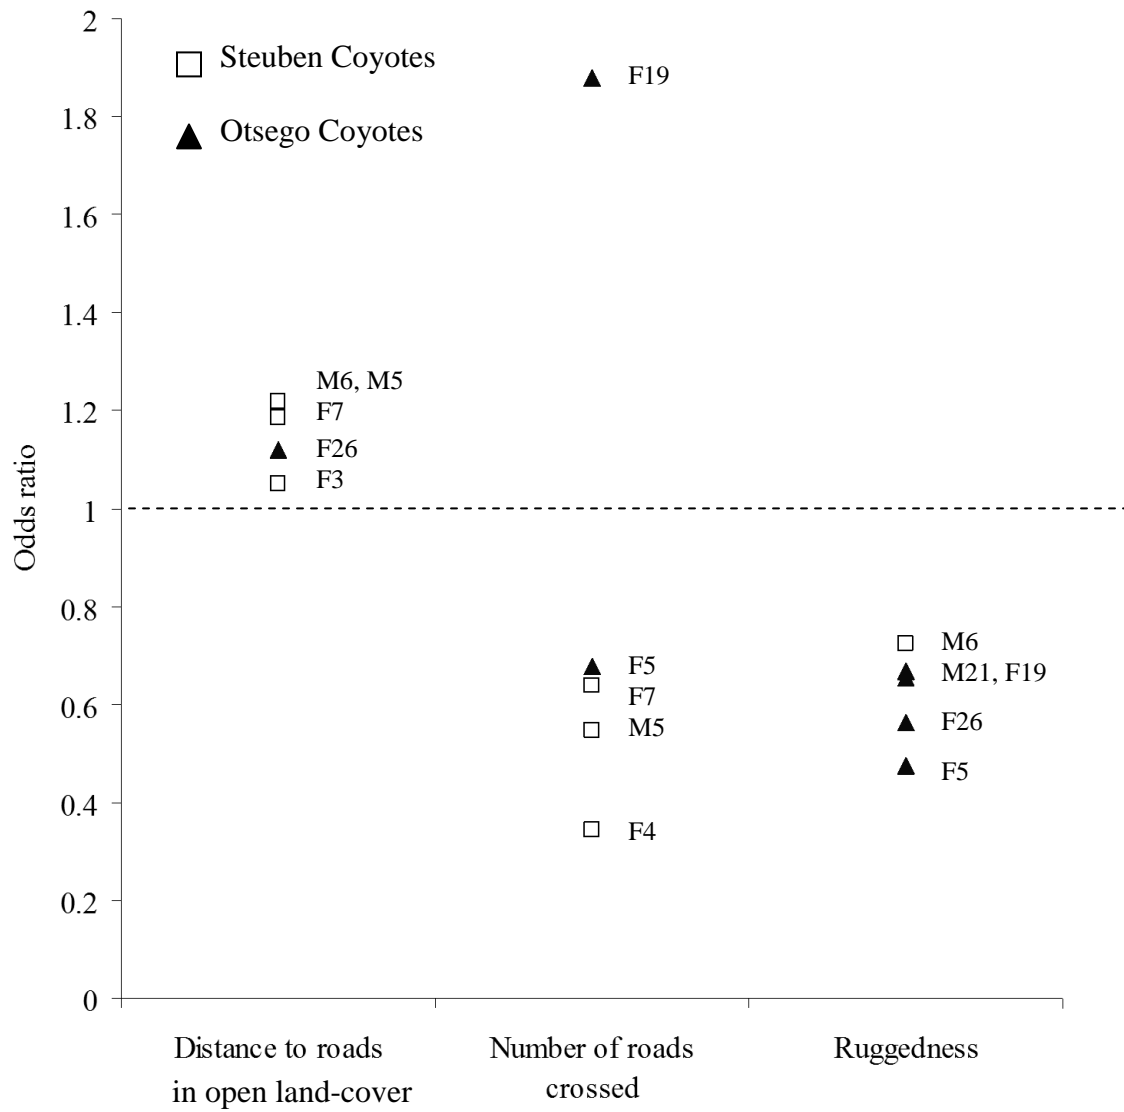 2
Steuben Coyotes
F19
1.8
Otsego Coyotes
1.6
1.4
M6, M5
1.2
F7
F26
F3
Odds ratio
1
0.8
M6
F5
M21, F19
F7
0.6
M5
F26
F5
0.4
F4
0.2
0
Distance to roads
in open land-cover
Number of roads
crossed
Ruggedness